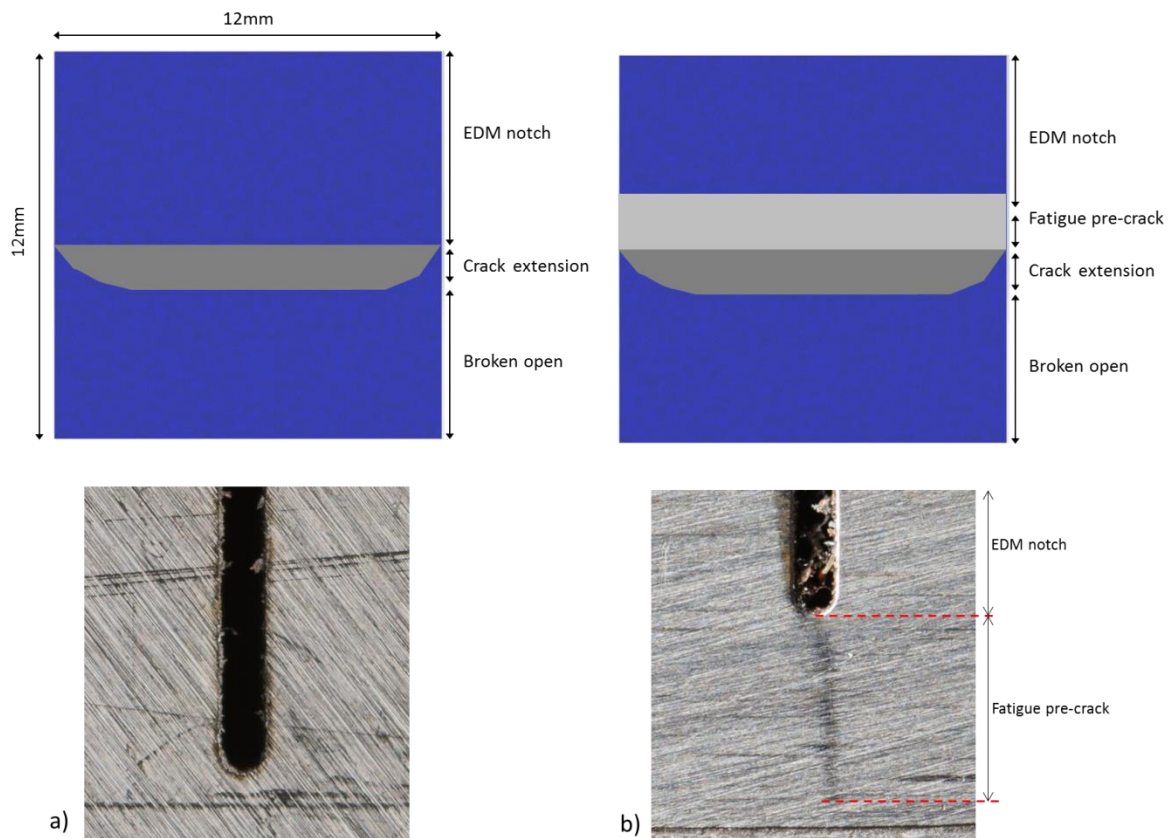 12mm
12mm
EDM notch
Crack extension
Broken open
EDM notch
Fatigue pre-crack
Crack extension
Broken open
a)
EDM notch
Fatigue pre-crack
b)